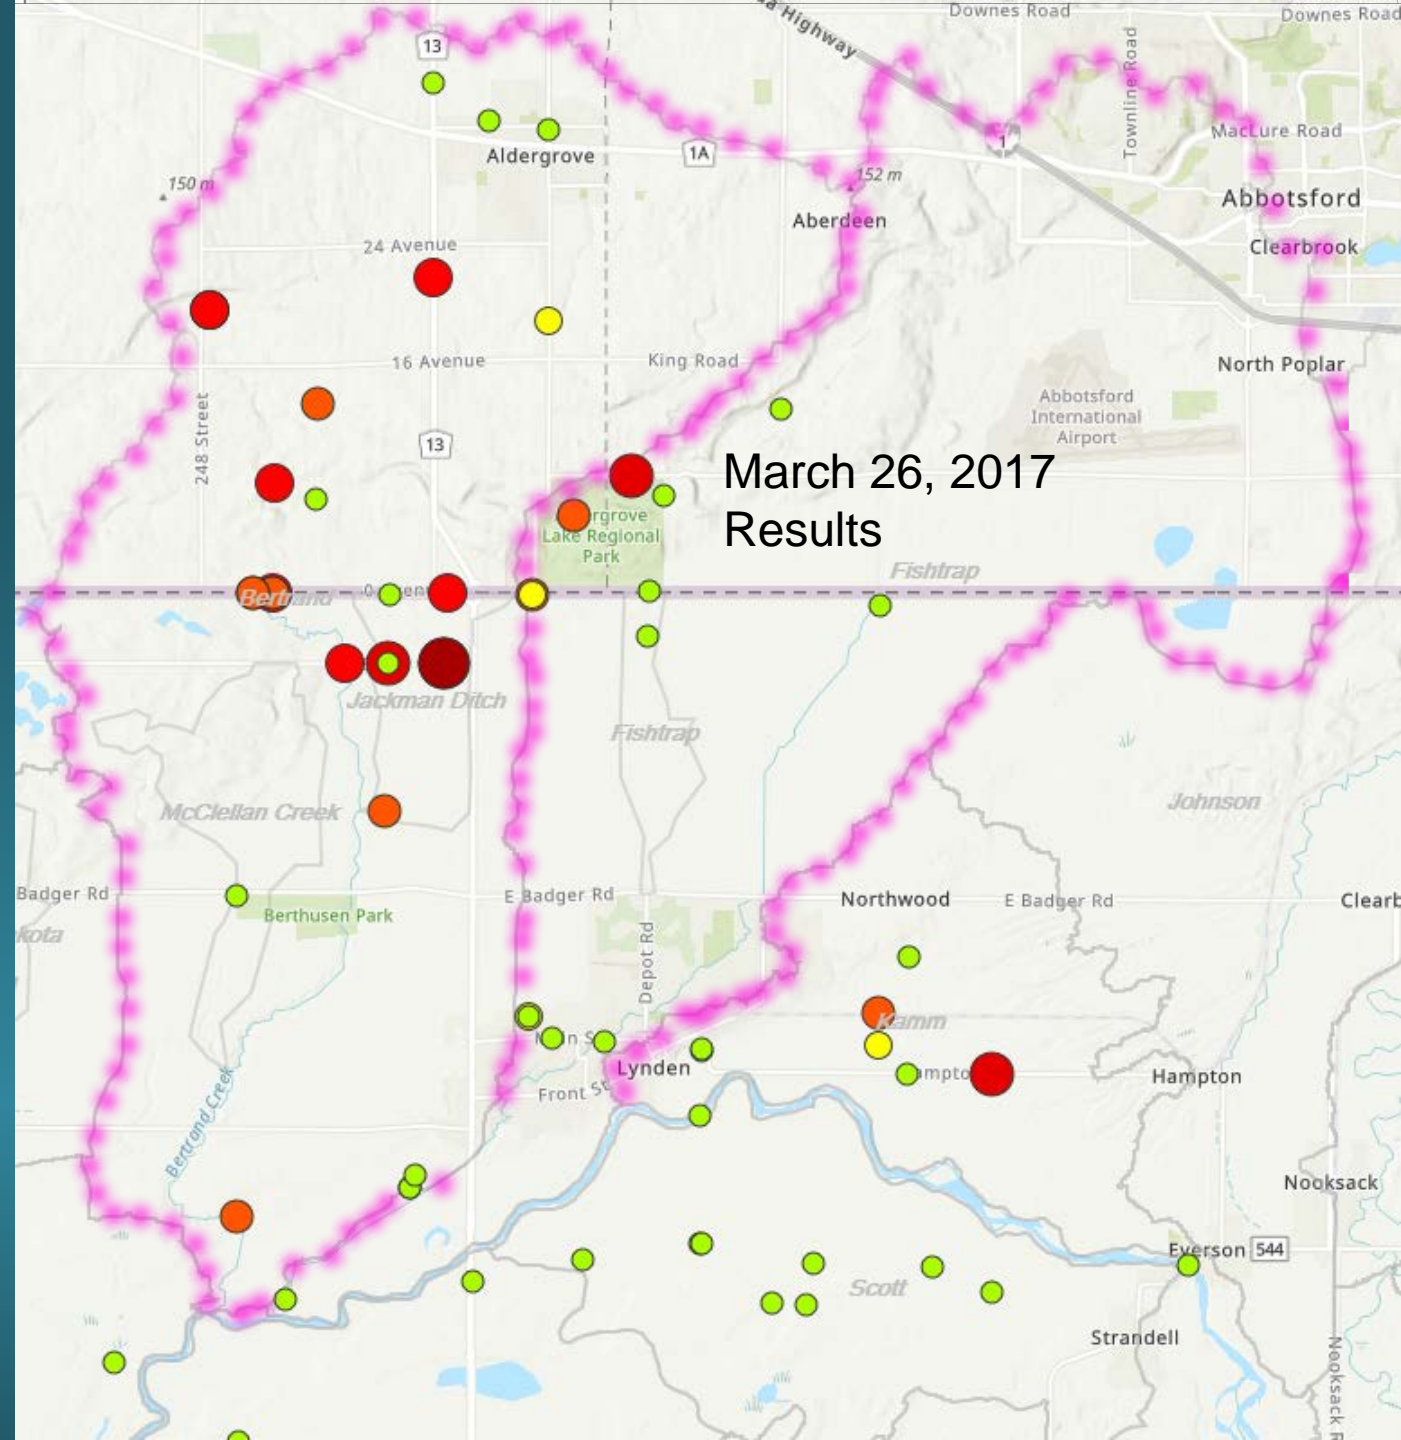 Downes Road
Downes Road
Highway
13
Townline Road
1
MacLure Road
Aldergrove
1A
150 m
152 m
Abbotsford
Aberdeen
24 Avenue
Clearbrook
16 Avenue
King Road
North Poplar
248 Street
Abbotsford
International
Airport
13
March 26, 2017
Results
Lake Regional
Park
Fishtrap
Bertrand
Jackman Ditch
Fishtrap
McClellan Creek
Johnson
Badger Rd
E Badger Rd
Northwood
E Badger Rd
Berthusen Park
Depot Rd
Kamm
Lynden
Front St
Hampton
Bertrand Creek
Nooksack
Everson
544
Scott
Strandell
Nooksack R